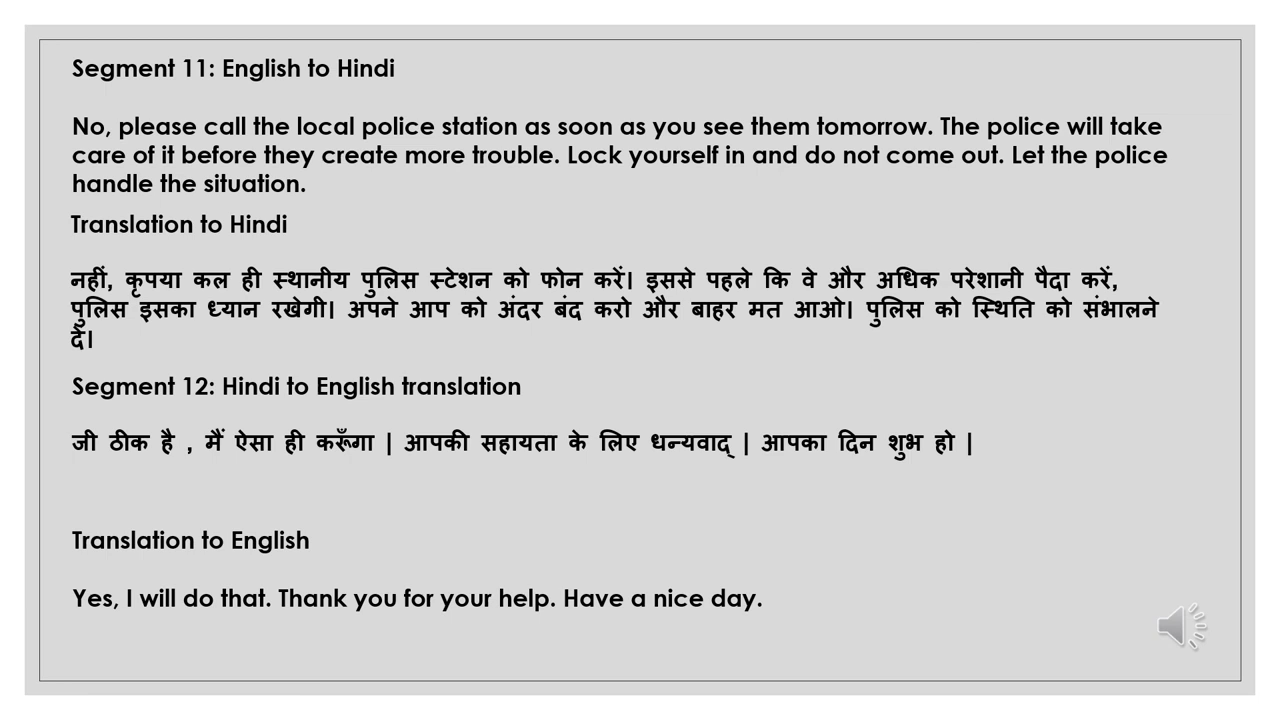 Segment 11: English to Hindi
No, please call the local police station as soon as you see them tomorrow. The police will take
care of it before they create more trouble. Lock yourself in and do not come out. Let the police
handle the situation.
Translation to Hindi
नहीं, कृपया कल ही स्थानीय पुलिस स्टेशन को फोन करें। इससे पहले कि वे और अधिक परेशानी पैदा करें,
पुलिस इसका ध्यान रखेगी। अपने आप को अंदर बंद करो और बाहर मत आओ। पुलिस को स्थिति को संभालने
दें।
Segment 12: Hindi to English translation
जी ठीक है , मैं ऐसा ही करूँगा | आपकी सहायता के लिए धन्यवाद् | आपका दिन शुभ हो |
Translation to English
Yes, I will do that. Thank you for your help. Have a nice day.